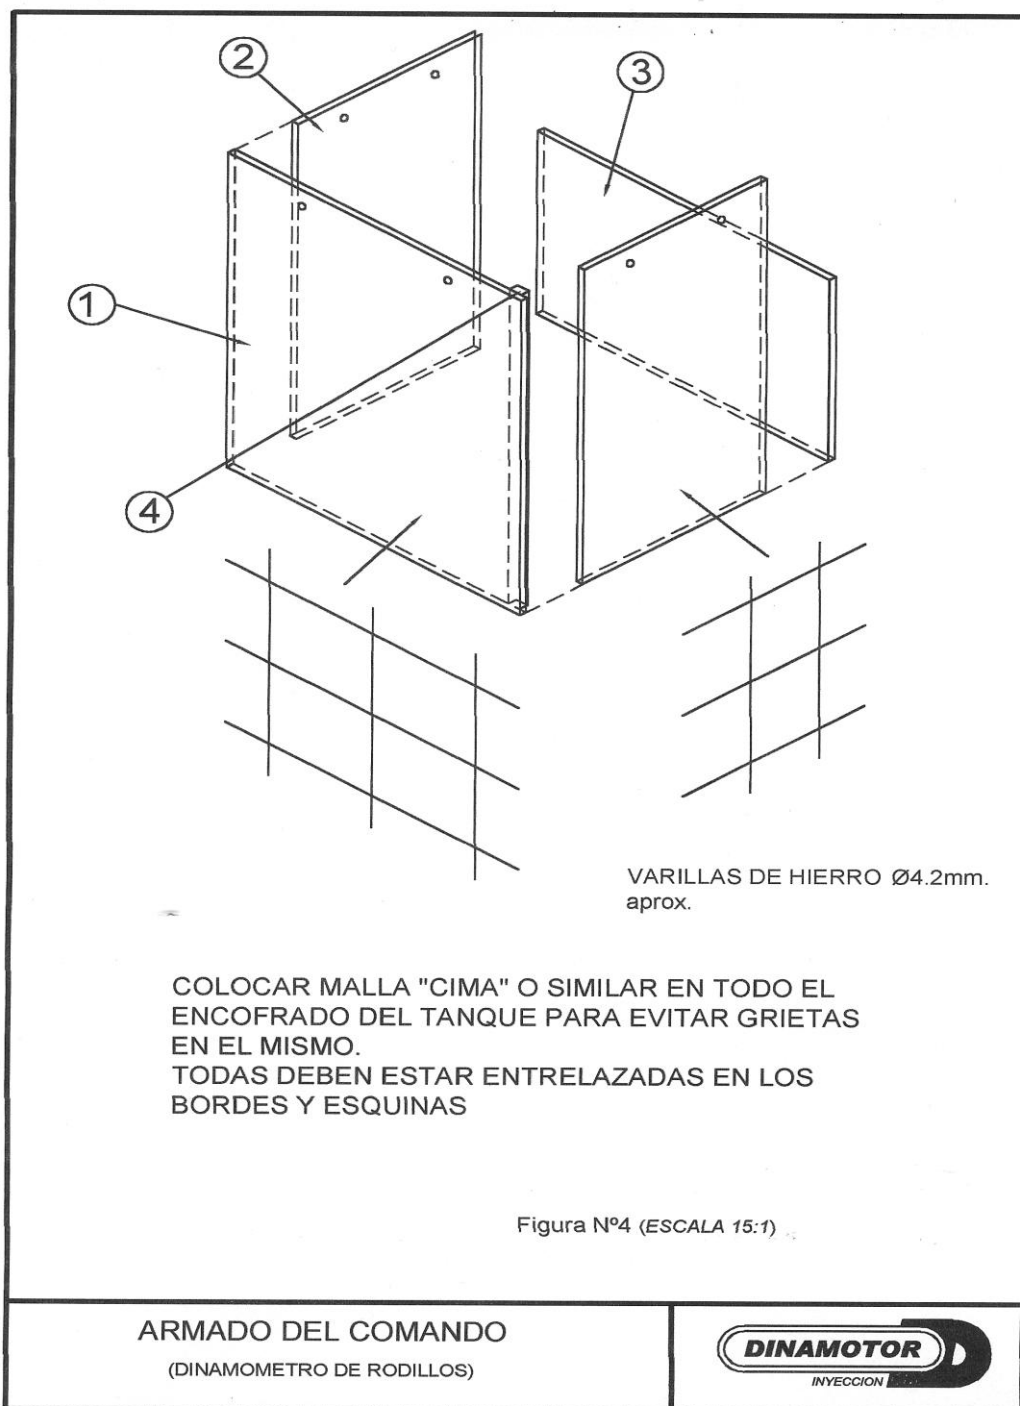 2
3
1
4
VARILLAS DE HIERRO Ø4.2mm.
aprox.
COLOCAR MALLA "CIMA" O SIMILAR EN TODO EL
ENCOFRADO DEL TANQUE PARA EVITAR GRIETAS
EN EL MISMO.
TODAS DEBEN ESTAR ENTRELAZADAS EN LOS
BORDES Y ESQUINAS
Figura Nº4 (ESCALA 15:1)
ARMADO DEL COMANDO
(DINAMOMETRO DE RODILLOS)
DINAMOTOR
INYECCION